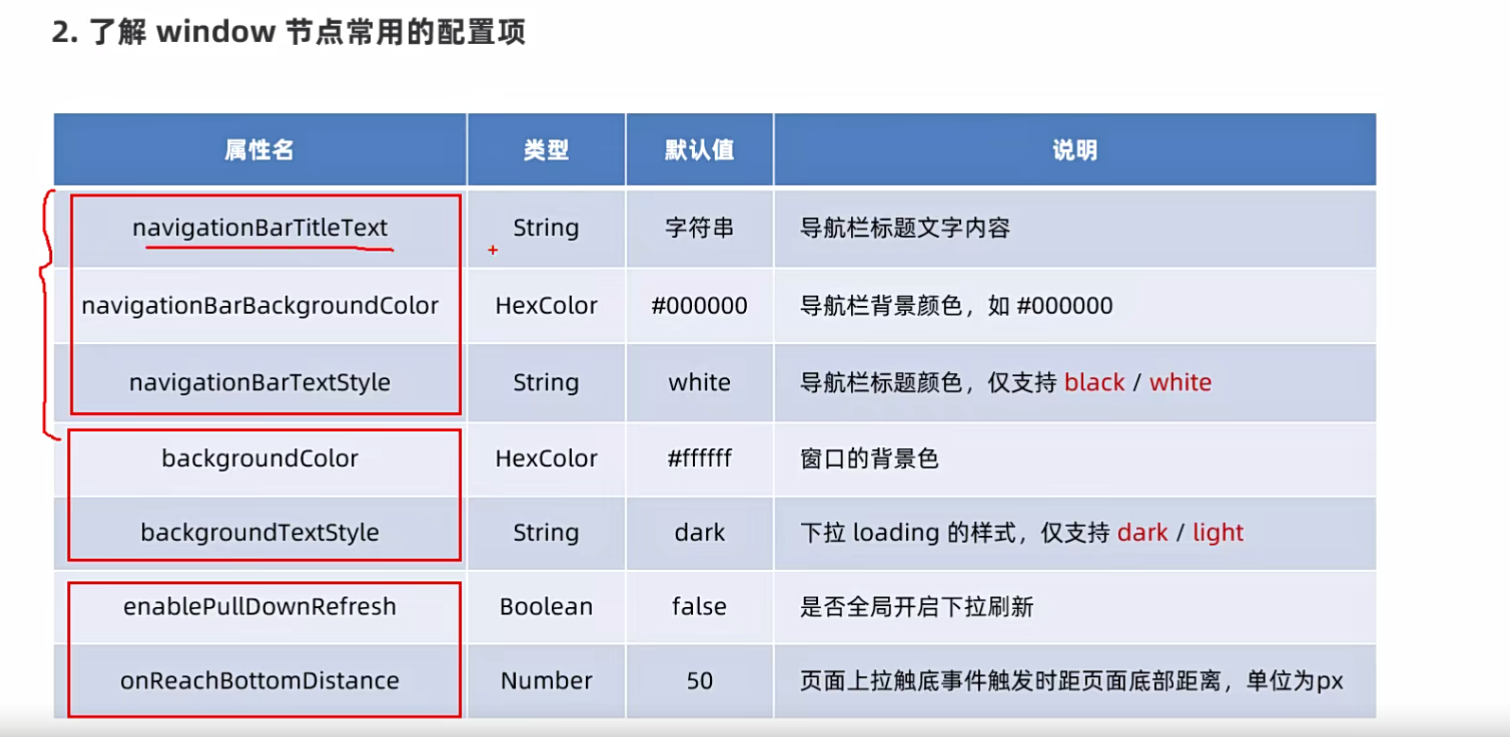 2. 了解 window 节点常用的配置项
属性名 类型 默认值 说明
navigationBarTitleText String 字符串 导航栏标题文字内容
navigationBarBackgroundColor HexColor #000000 导航栏背景颜色，如 #000000
navigationBarTextStyle String white 导航栏标题颜色，仅支持 black / white
backgroundColor HexColor #ffffff 窗口的背景色
backgroundTextStyle String dark 下拉 loading 的样式，仅支持 dark / light
enablePullDownRefresh Boolean false 是否全局开启下拉刷新
onReachBottomDistance Number 50 页面上拉触底事件触发时距页面底部距离，单位为px